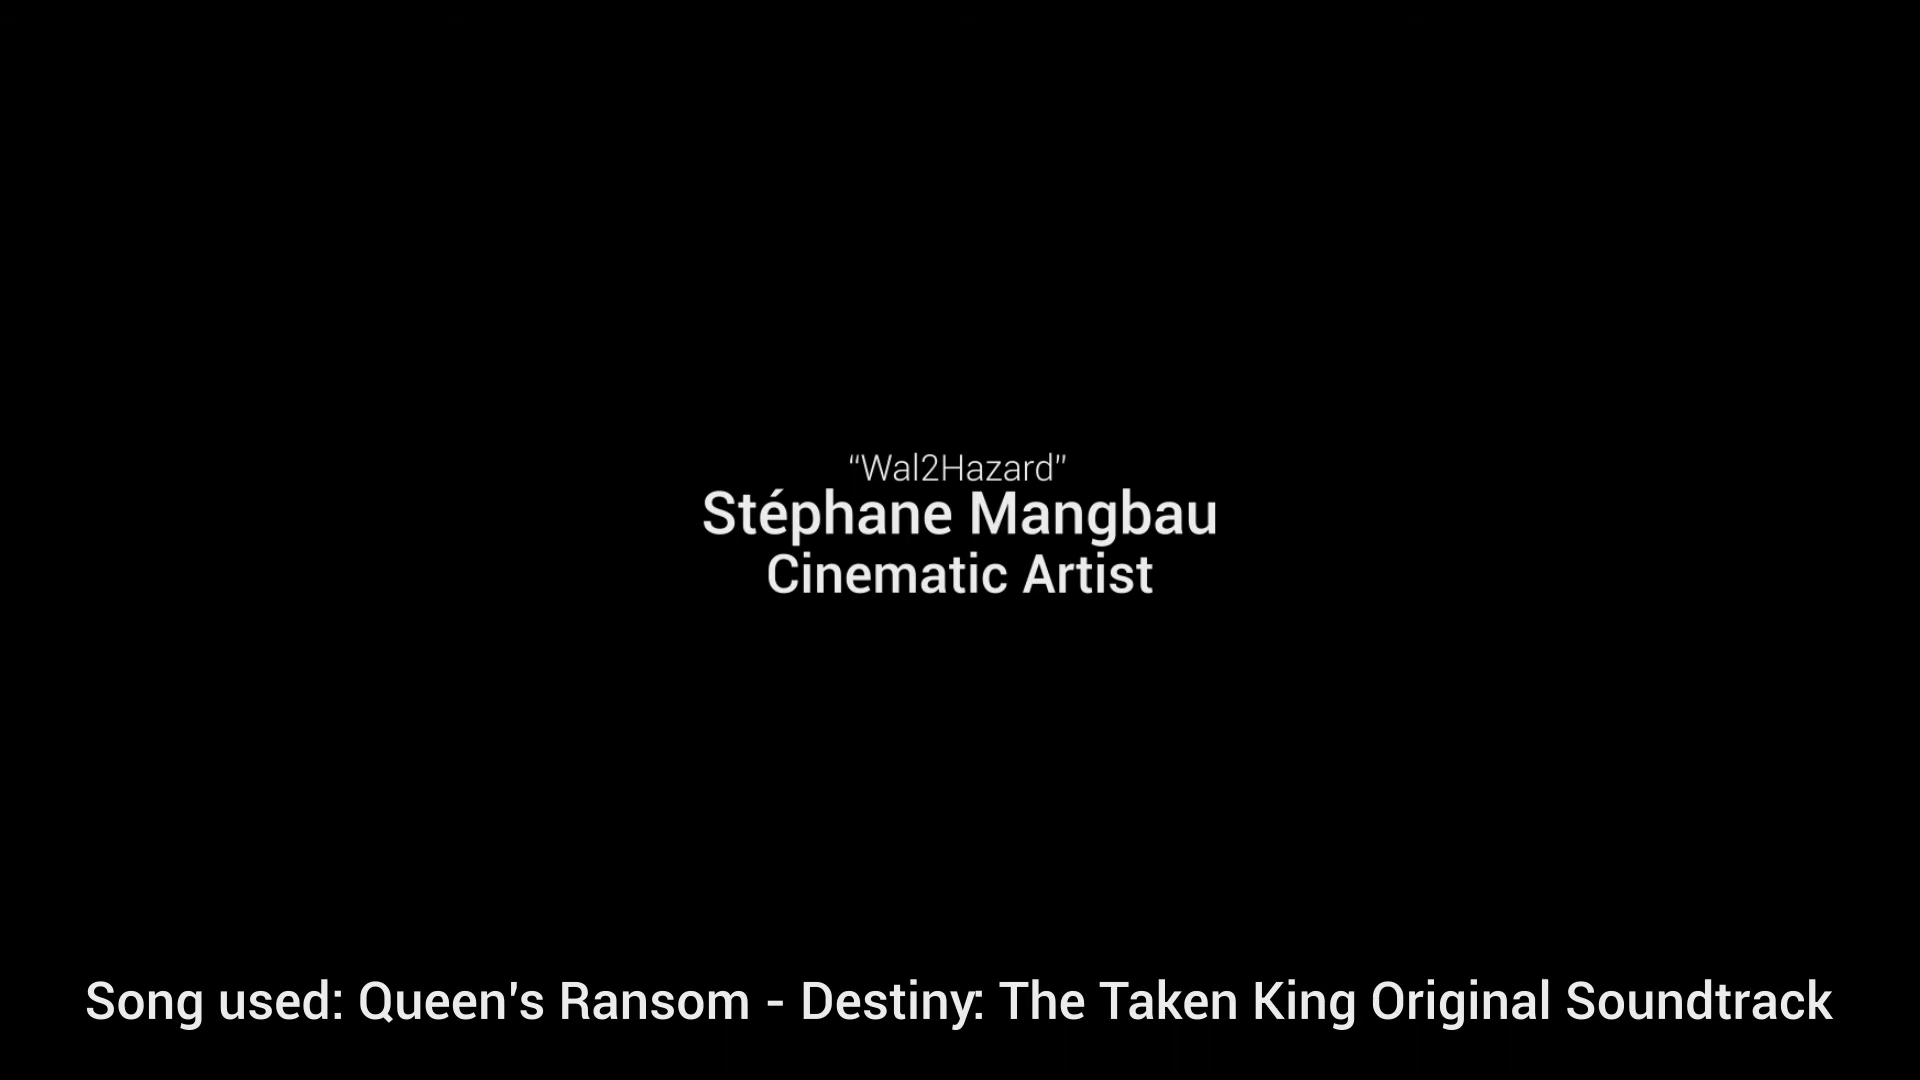 “Wal2Hazard”
Stéphane Mangbau
Cinematic Artist
Song used: Queen's Ransom - Destiny: The Taken King Original Soundtrack